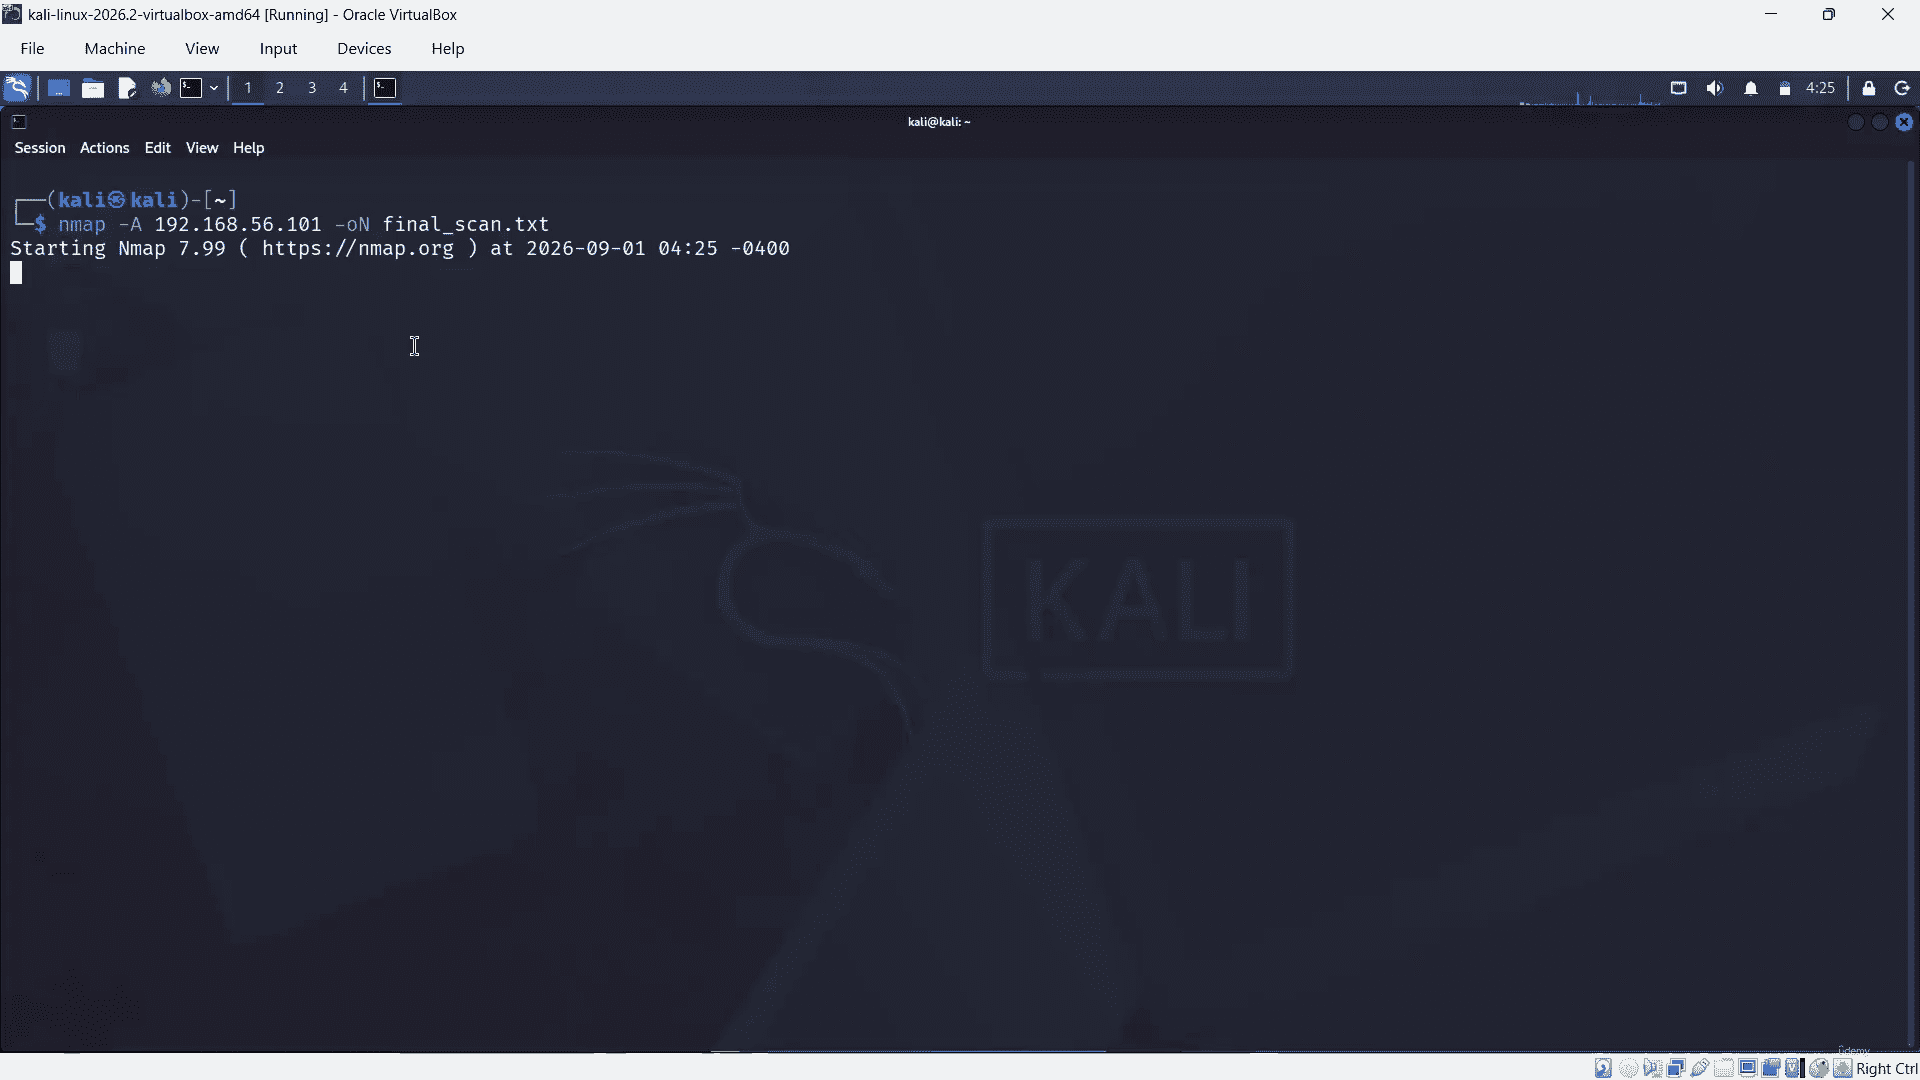 kali-linux-2026.2-virtualbox-amd64 [Running] - Oracle VirtualBox
File Machine View Input Devices Help
1 2 3 4 4:25
kali@kali: ~
Session Actions Edit View Help
┌──(kali㉿kali)-[~]
└─$ nmap -A 192.168.56.101 -oN final_scan.txt
Starting Nmap 7.99 ( https://nmap.org ) at 2026-09-01 04:25 -0400
KALI
Udemy
Right Ctrl